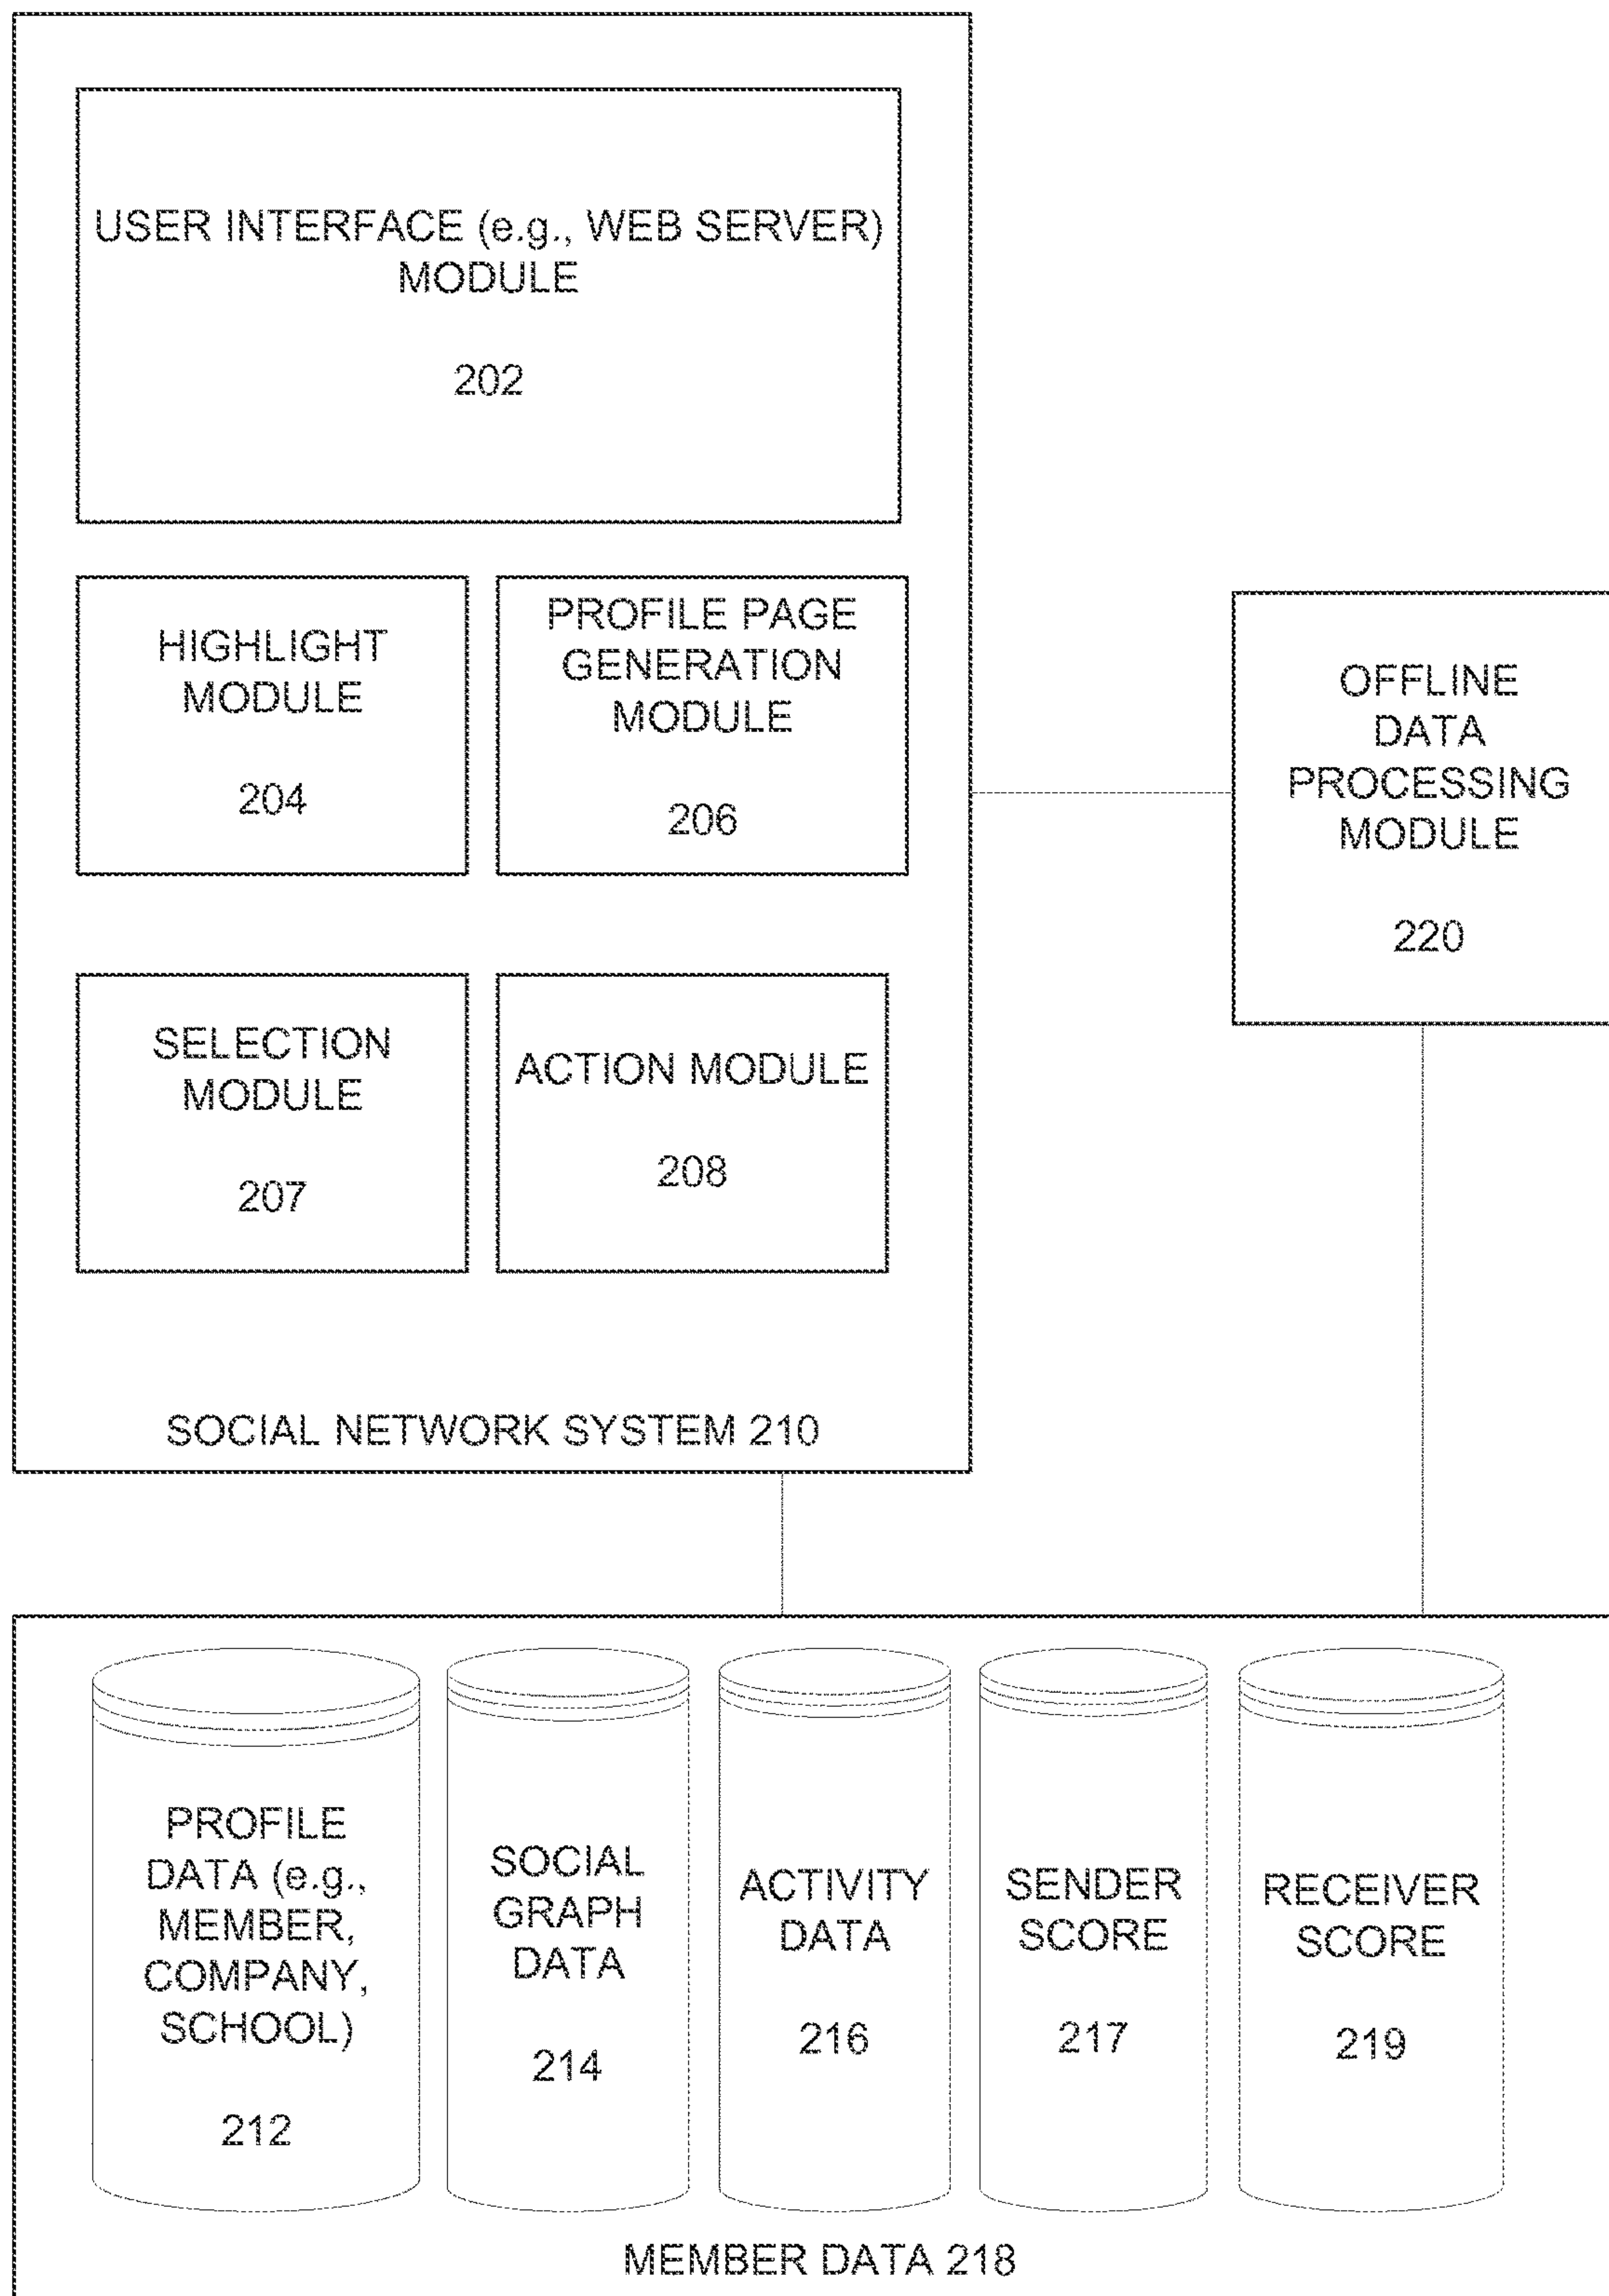 USER INTERFACE (e.g., WEB SERVER)
MODULE
202
HIGHLIGHT
MODULE
204
PROFILE PAGE
GENERATION
MODULE
206
SELECTION
MODULE
207
ACTION MODULE
208
SOCIAL NETWORK SYSTEM 210
OFFLINE
DATA
PROCESSING
MODULE
220
PROFILE
DATA (e.g.,
MEMBER,
COMPANY,
SCHOOL)
212
SOCIAL
GRAPH
DATA
214
ACTIVITY
DATA
216
SENDER
SCORE
217
RECEIVER
SCORE
219
MEMBER DATA 218